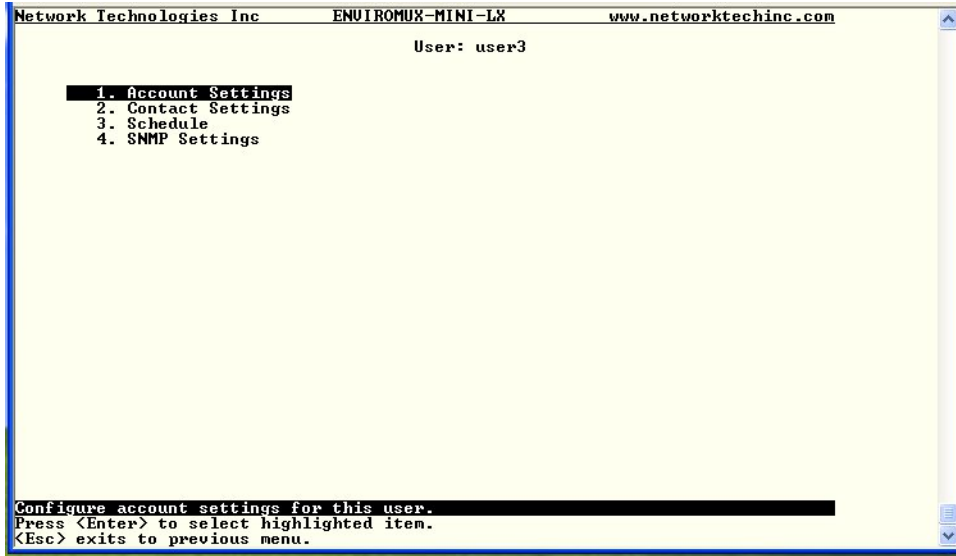 Network Technologies Inc ENVIROMUX-MINI-LX www.networktechinc.com
User: user3
1. Account Settings
2. Contact Settings
3. Schedule
4. SNMP Settings
Configure account settings for this user.
Press <Enter> to select highlighted item.
<Esc> exits to previous menu.